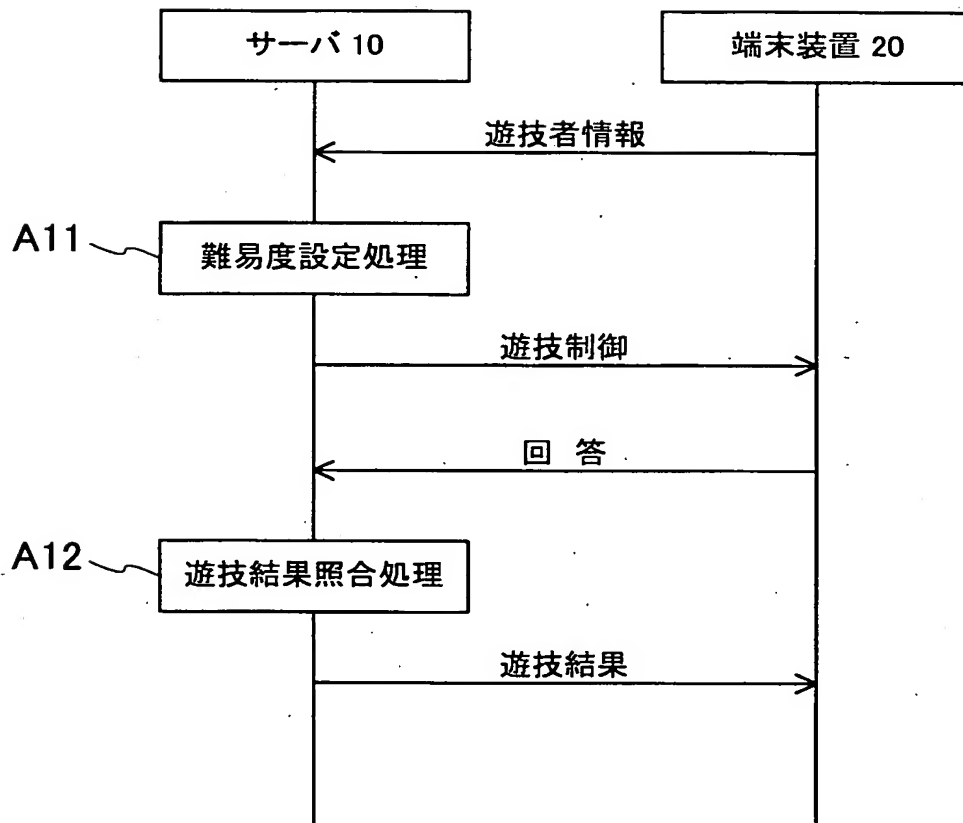 サーバ 10
端末装置 20
遊技者情報
A11
難易度設定処理
遊技制御
回 答
A12
遊技結果照合処理
遊技結果